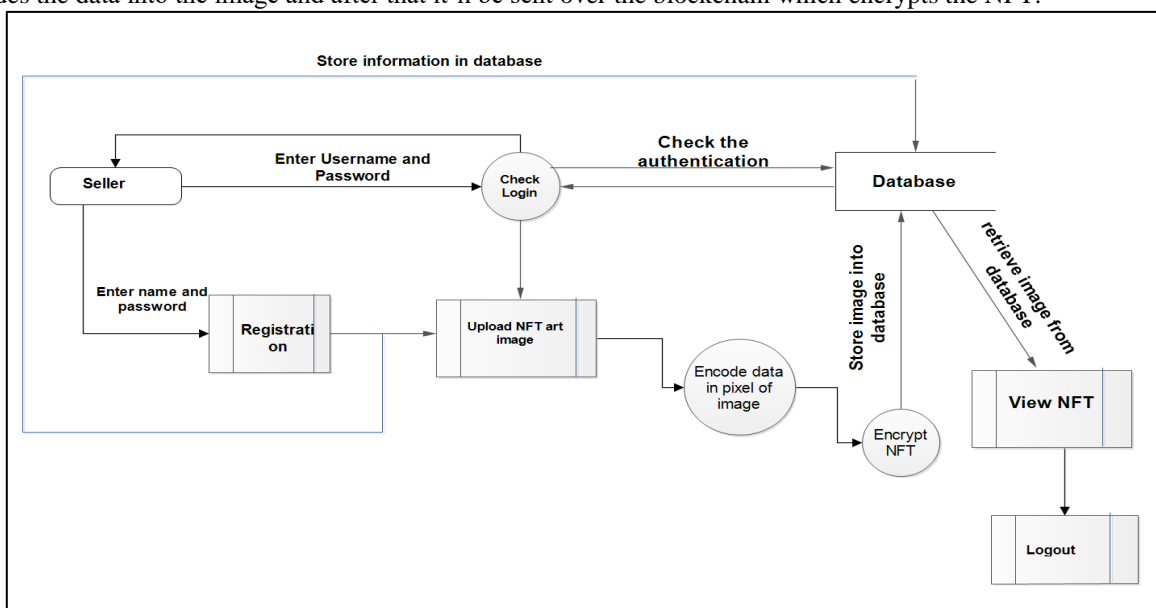 des the data into the image and after that it'll be sent over the blockchain which encrypts the NFT.
Store information in database
Check the
authentication
Enter Username and
Password
Seller
Check
Login
Database
Enter name and
password
Registrati
on
Upload NFT art
image
Store image into
database
retrieve image from
database
Encode data
in pixel of
image
View NFT
Encrypt
NFT
Logout